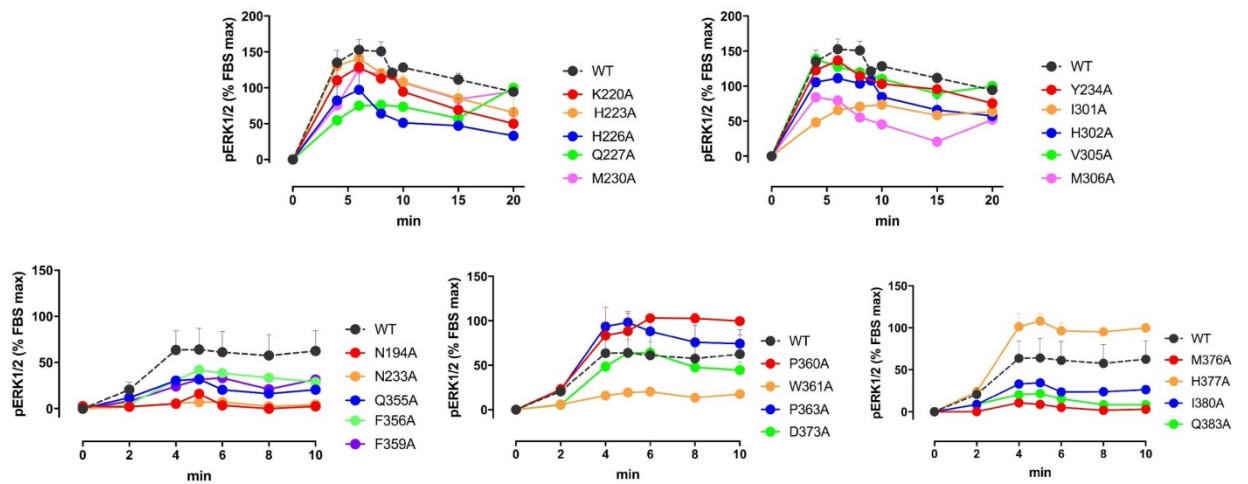 pERK1/2 (% FBS max)
200
150
100
50
0
0 5 10 15 20
min
WT
K220A
H223A
H226A
Q227A
M230A
pERK1/2 (% FBS max)
200
150
100
50
0
0 5 10 15 20
min
WT
Y234A
I301A
H302A
V305A
M306A
pERK1/2 (% FBS max)
150
100
50
0
0 2 4 6 8 10
min
WT
N194A
N233A
Q355A
F356A
F359A
pERK1/2 (% FBS max)
150
100
50
0
0 2 4 6 8 10
min
WT
P360A
W361A
P363A
D373A
pERK1/2 (% FBS max)
150
100
50
0
0 2 4 6 8 10
min
WT
M376A
H377A
I380A
Q383A